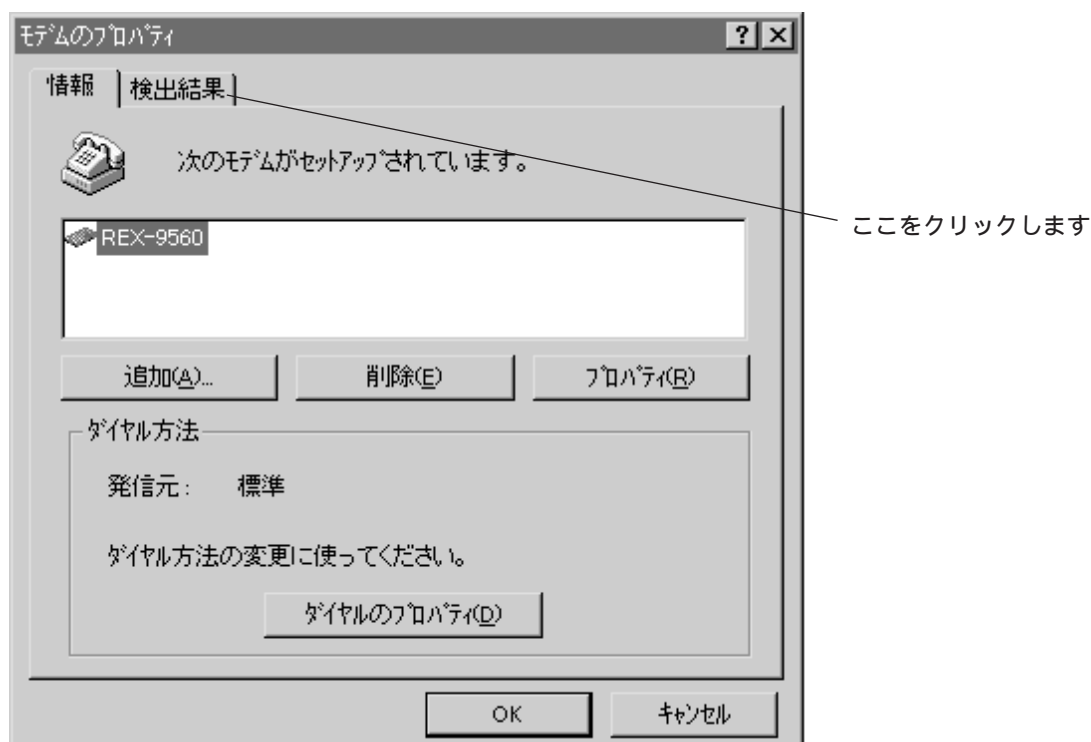 ﾓﾃﾞﾑのﾌﾟﾛﾊﾟﾃｨ
情報
検出結果
次のﾓﾃﾞﾑがｾｯﾄｱｯﾌﾟされています。
ここをクリックします
REX-9560
追加(A)...
削除(E)
ﾌﾟﾛﾊﾟﾃｨ(R)
ﾀﾞｲﾔﾙ方法
発信元: 標準
ﾀﾞｲﾔﾙ方法の変更に使ってください。
ﾀﾞｲﾔﾙのﾌﾟﾛﾊﾟﾃｨ(D)
OK
ｷｬﾝｾﾙ